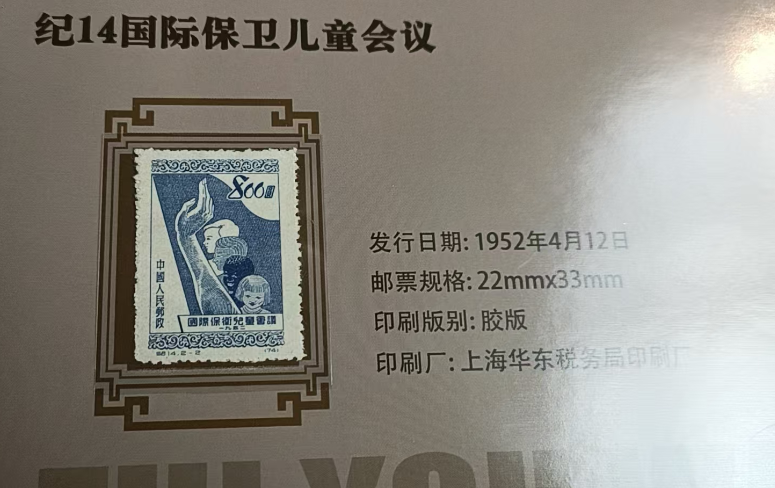 纪14国际保卫儿童会议
800圆
中國人民郵政
國際保衛兒童會議
一九五二
紀14.2-2 (74)
发行日期: 1952年4月12日
邮票规格: 22mmx33mm
印刷版别: 胶版
印刷厂: 上海华东税务局印刷厂